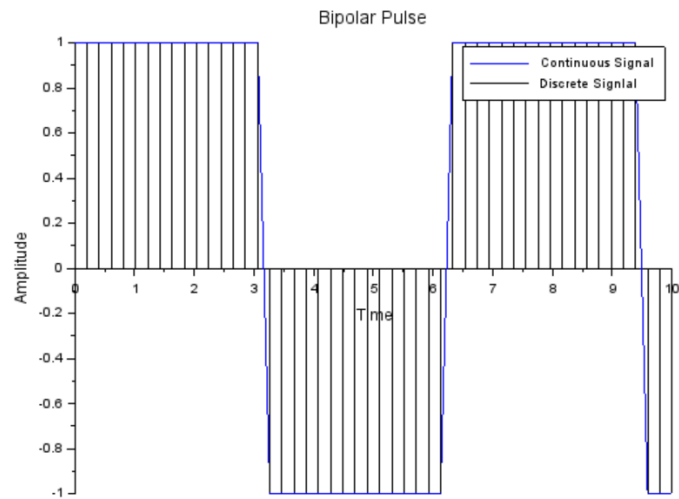 Bipolar Pulse
Continuous Signal
Discrete Signlal
1
0.8
0.6
0.4
0.2
0
-0.2
-0.4
-0.6
-0.8
-1
Amplitude
0 1 2 3 4 5 6 7 8 9 10
Time